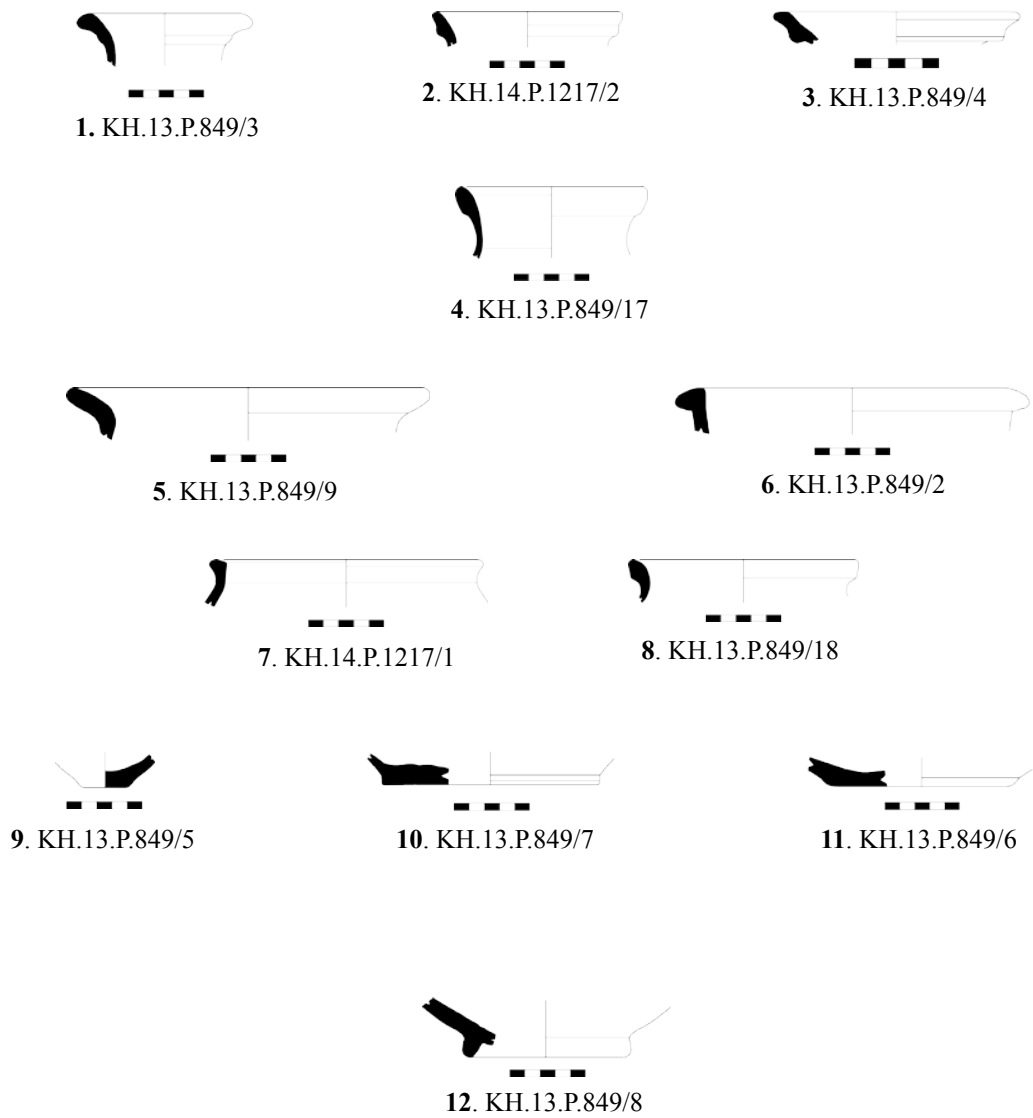 1. KH.13.P.849/3
2. KH.14.P.1217/2
3. KH.13.P.849/4
4. KH.13.P.849/17
5. KH.13.P.849/9
6. KH.13.P.849/2
7. KH.14.P.1217/1
8. KH.13.P.849/18
9. KH.13.P.849/5
10. KH.13.P.849/7
11. KH.13.P.849/6
12. KH.13.P.849/8